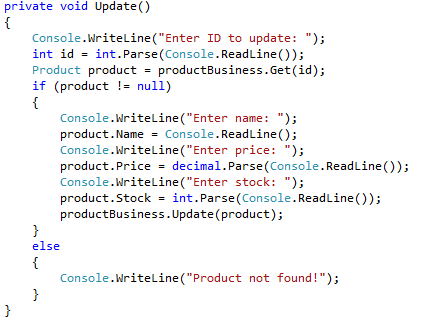 private void Update()
{
    Console.WriteLine("Enter ID to update: ");
    int id = int.Parse(Console.ReadLine());
    Product product = productBusiness.Get(id);
    if (product != null)
    {
        Console.WriteLine("Enter name: ");
        product.Name = Console.ReadLine();
        Console.WriteLine("Enter price: ");
        product.Price = decimal.Parse(Console.ReadLine());
        Console.WriteLine("Enter stock: ");
        product.Stock = int.Parse(Console.ReadLine());
        productBusiness.Update(product);
    }
    else
    {
        Console.WriteLine("Product not found!");
    }
}